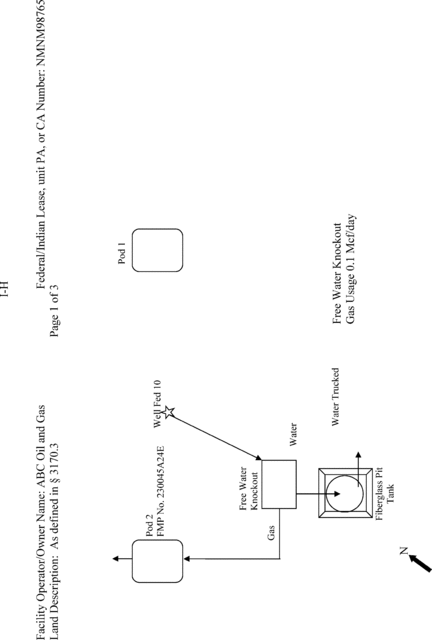 1-H
Facility Operator/Owner Name: ABC Oil and Gas Federal/Indian Lease, unit PA, or CA Number: NMNM98765
Land Description: As defined in § 3170.3 Page 1 of 3
Pod 1
Pod 2
FMP No. 230045A24E
Well Fed 10
Free Water
Knockout
Gas
Water
Water Trucked
Free Water Knockout
Gas Usage 0.1 Mcf/day
Fiberglass Pit
Tank
N